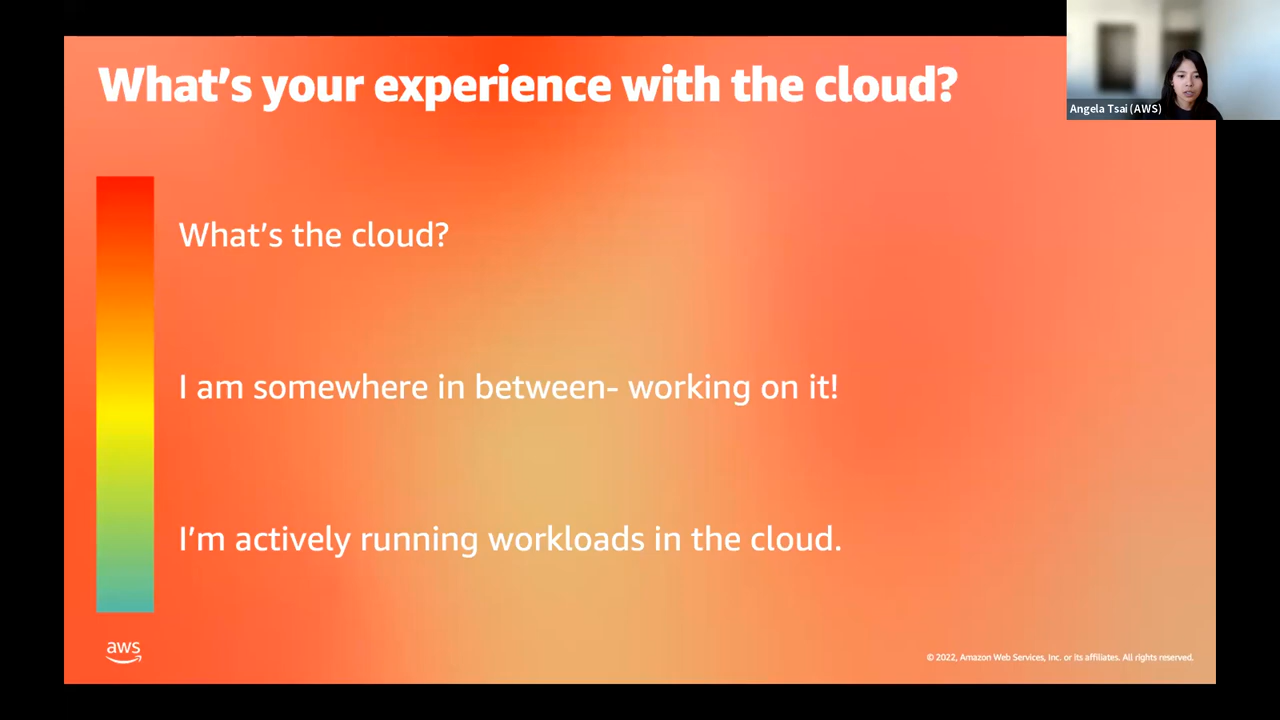 What's your experience with the cloud?
Angela Tsai (AWS)
What's the cloud?
I am somewhere in between- working on it!
I'm actively running workloads in the cloud.
aws
© 2022, Amazon Web Services, Inc. or its affiliates. All rights reserved.